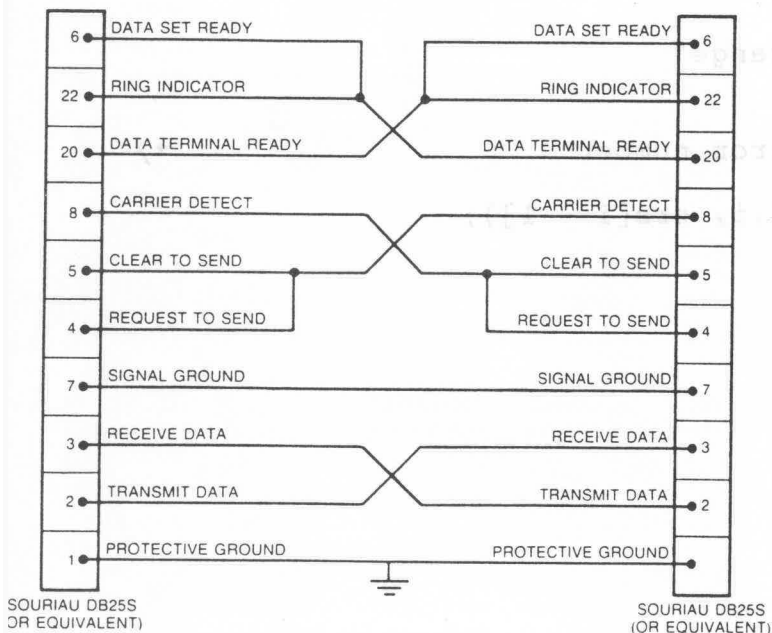 6 DATA SET READY DATA SET READY 6
ange
22 RING INDICATOR RING INDICATOR 22
20 DATA TERMINAL READY DATA TERMINAL READY 20
8 CARRIER DETECT CARRIER DETECT 8
5 CLEAR TO SEND CLEAR TO SEND 5
4 REQUEST TO SEND REQUEST TO SEND 4
7 SIGNAL GROUND SIGNAL GROUND 7
3 RECEIVE DATA RECEIVE DATA 3
2 TRANSMIT DATA TRANSMIT DATA 2
1 PROTECTIVE GROUND PROTECTIVE GROUND
SOURIAU DB25S SOURIAU DB25S
OR EQUIVALENT) (OR EQUIVALENT)